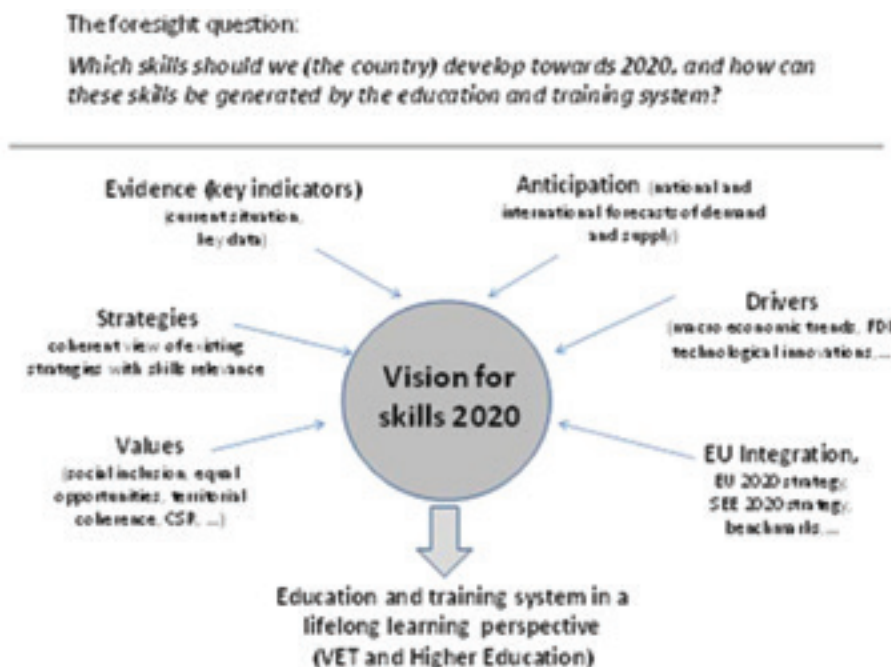 The foresight question:
Which skills should we (the country) develop towards 2020, and how can
these skills be generated by the education and training system?
Evidence (key indicators)
(current situation,
key data)
Anticipation (national and
international forecasts of demand
and supply)
Strategies
coherent view of existing
strategies with skills relevance
Drivers
(macro economic trends, FDI
technological innovations,...
Vision for
skills 2020
Values
(social inclusion, equal
opportunities, territorial
coherence, CSR, ...)
EU Integration,
EU 2020 strategy,
SEE 2020 strategy,
benchmarks,...
Education and training system in a
lifelong learning perspective
(VET and Higher Education)